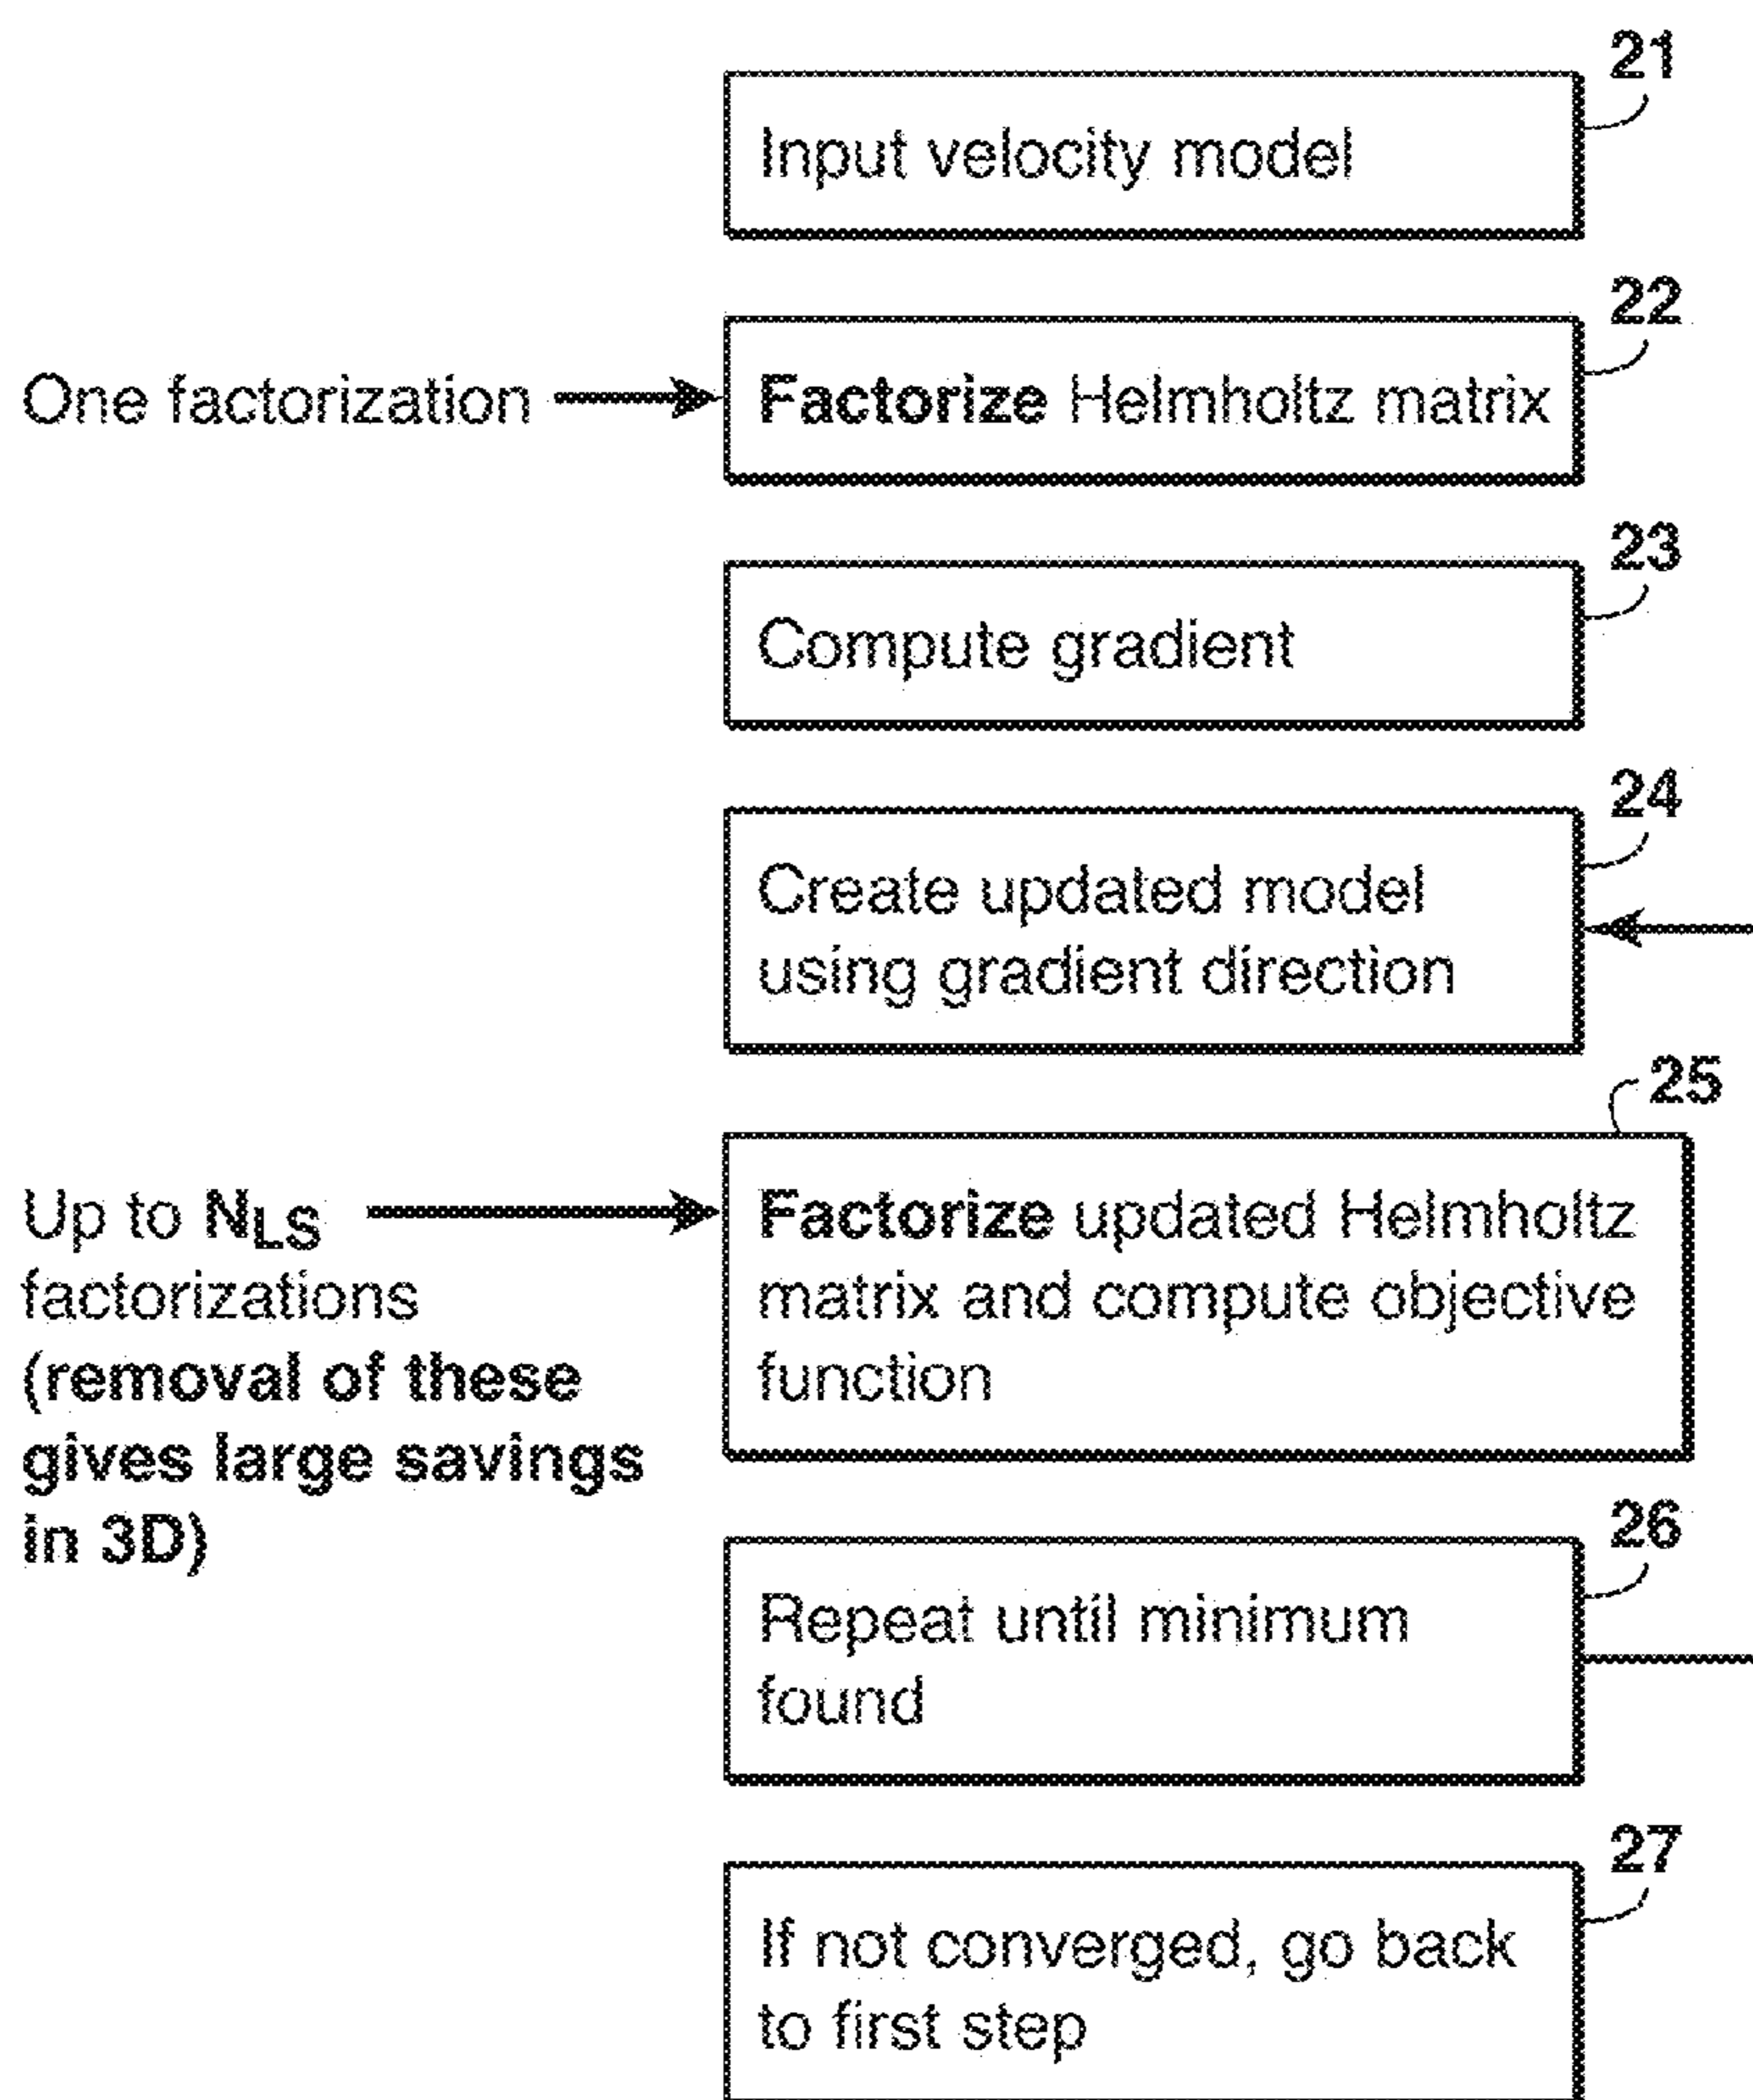 21
Input velocity model
22
One factorization
Factorize Helmholtz matrix
23
Compute gradient
24
Create updated model
using gradient direction
25
Up to NLS
factorizations
(removal of these
gives large savings
in 3D)
Factorize updated Helmholtz
matrix and compute objective
function
26
Repeat until minimum
found
27
If not converged, go back
to first step